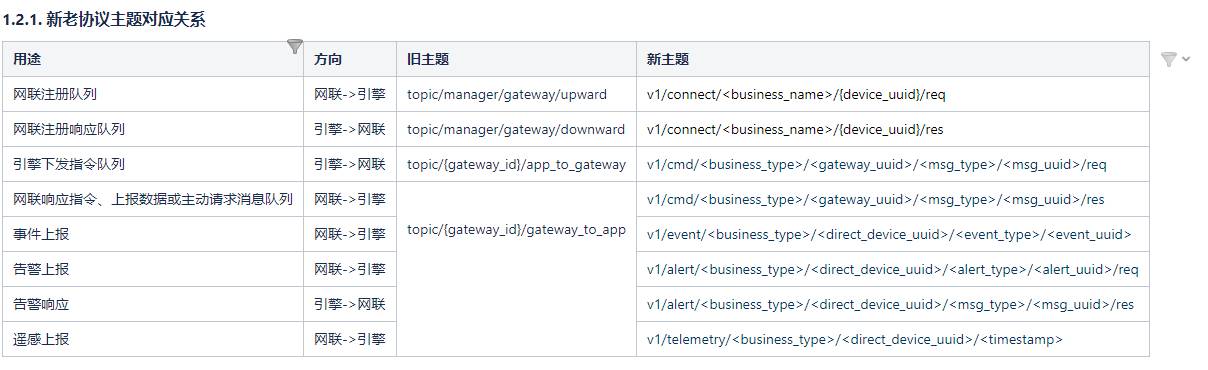 1.2.1. 新老协议主题对应关系
用途 方向 旧主题 新主题
网联注册队列 网联->引擎 topic/manager/gateway/upward v1/connect/<business_name>/{device_uuid}/req
网联注册响应队列 引擎->网联 topic/manager/gateway/downward v1/connect/<business_name>/{device_uuid}/res
引擎下发指令队列 引擎->网联 topic/{gateway_id}/app_to_gateway v1/cmd/<business_type>/<gateway_uuid>/<msg_type>/<msg_uuid>/req
网联响应指令、上报数据或主动请求消息队列 网联->引擎 topic/{gateway_id}/gateway_to_app v1/cmd/<business_type>/<gateway_uuid>/<msg_type>/<msg_uuid>/res
事件上报 网联->引擎 v1/event/<business_type>/<direct_device_uuid>/<event_type>/<event_uuid>
告警上报 网联->引擎 v1/alert/<business_type>/<direct_device_uuid>/<alert_type>/<alert_uuid>/req
告警响应 引擎->网联 v1/alert/<business_type>/<direct_device_uuid>/<msg_type>/<msg_uuid>/res
遥感上报 网联->引擎 v1/telemetry/<business_type>/<direct_device_uuid>/<timestamp>